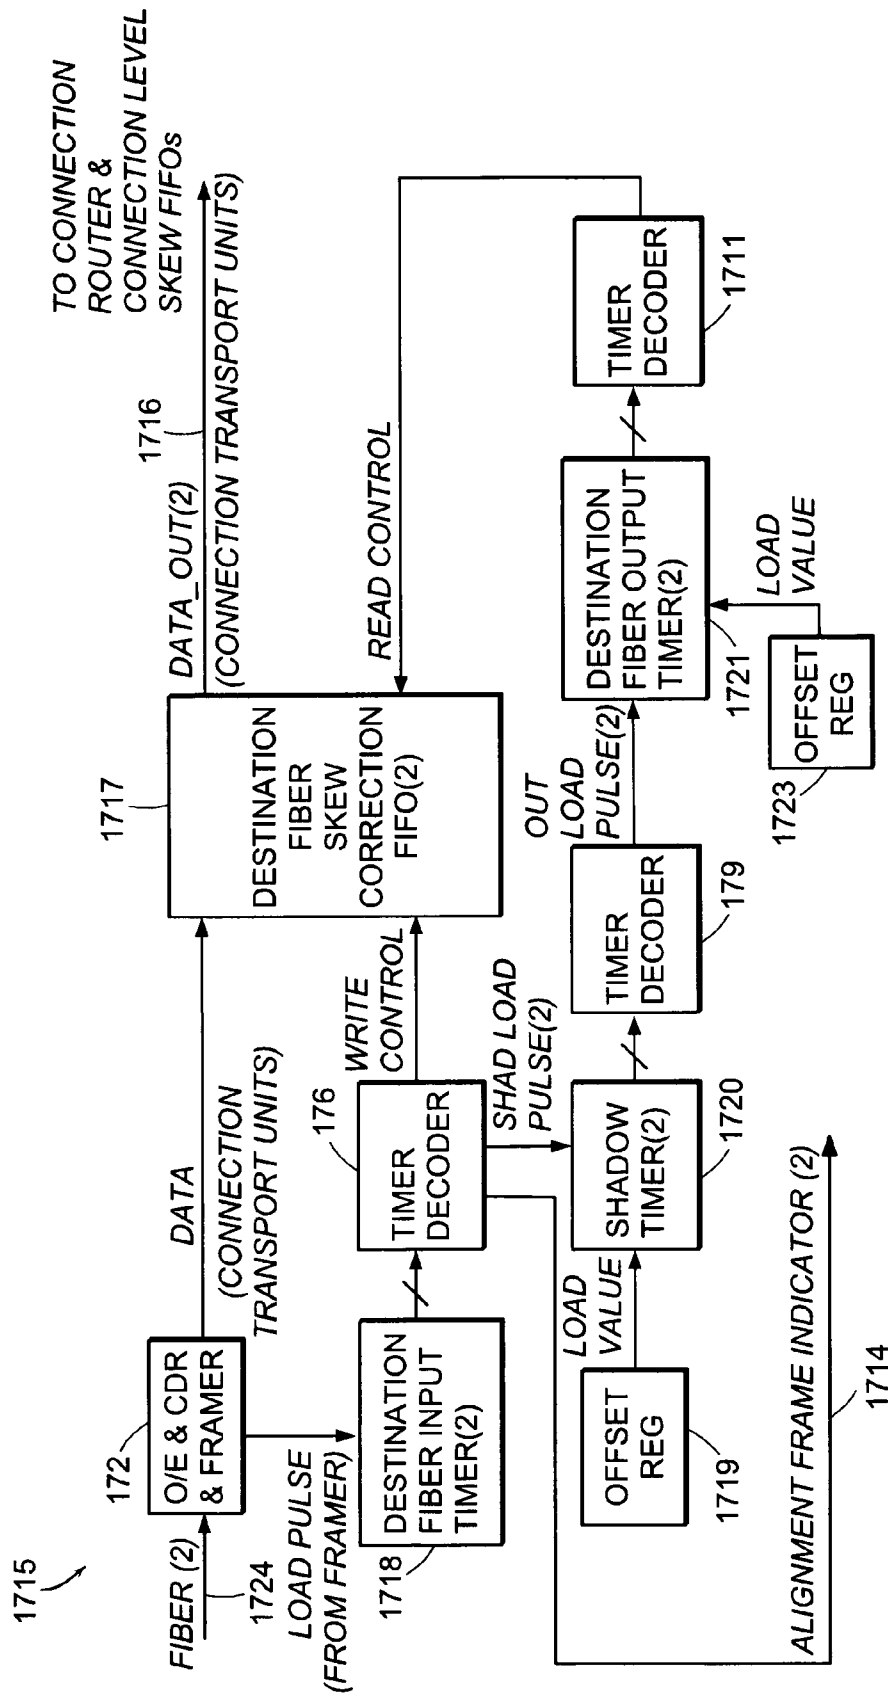 1715
FIBER (2)
1724
172
O/E & CDR
& FRAMER
DATA
(CONNECTION
TRANSPORT UNITS)
LOAD PULSE
(FROM FRAMER)
1718
DESTINATION
FIBER INPUT
TIMER(2)
176
TIMER
DECODER
WRITE
CONTROL
1717
DESTINATION
FIBER
SKEW
CORRECTION
FIFO(2)
DATA_OUT(2)
1716
(CONNECTION TRANSPORT UNITS)
TO CONNECTION
ROUTER &
CONNECTION LEVEL
SKEW FIFOs
READ CONTROL
SHAD LOAD
PULSE(2)
OFFSET
REG
1719
LOAD
VALUE
SHADOW
TIMER(2)
1720
TIMER
DECODER
179
OUT
LOAD
PULSE(2)
DESTINATION
FIBER OUTPUT
TIMER(2)
1721
LOAD
VALUE
OFFSET
REG
1723
TIMER
DECODER
1711
ALIGNMENT FRAME INDICATOR (2)
1714